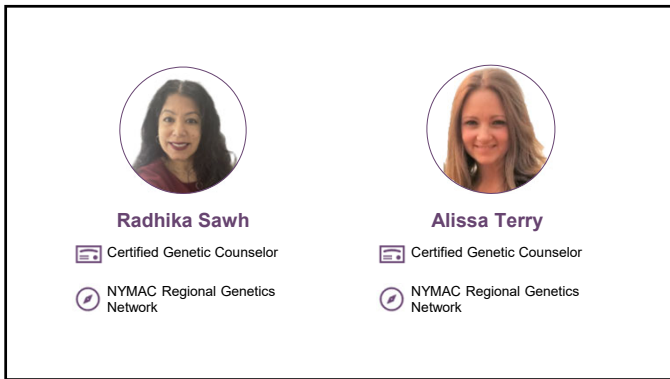 Radhika Sawh
Certified Genetic Counselor
NYMAC Regional Genetics
Network
Alissa Terry
Certified Genetic Counselor
NYMAC Regional Genetics
Network